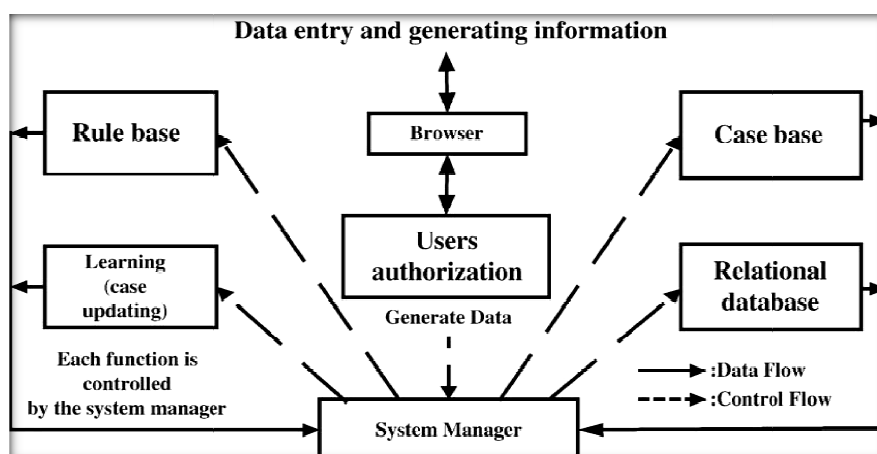 Data entry and generating information
Rule base
Browser
Case base
Users
authorization
Learning
(case
updating)
Relational
database
Generate Data
Each function is
controlled
by the system manager
:Data Flow
:Control Flow
System Manager